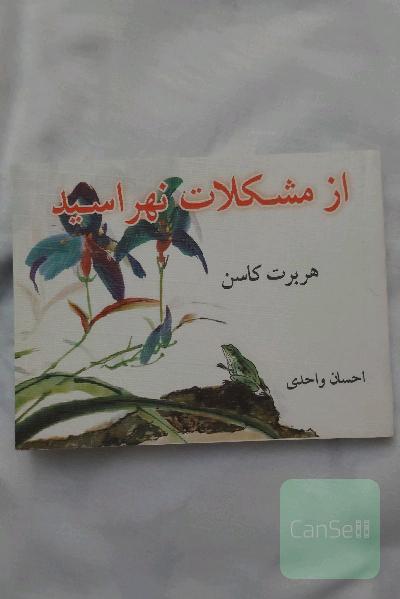 از مشکلات نهراسید
هربرت کاسن
احسان واحدی
CanSell